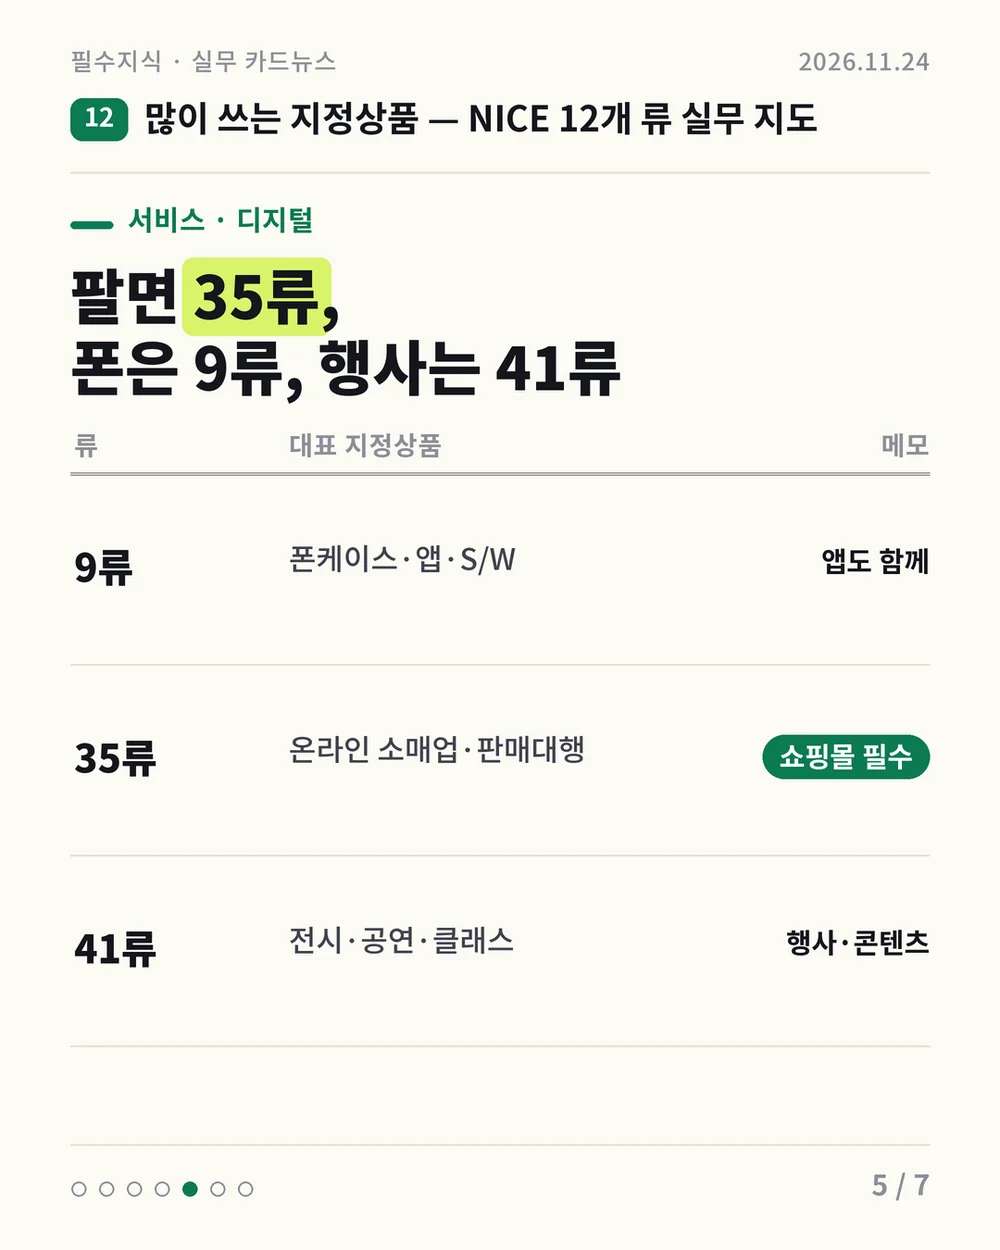 필수지식 · 실무 카드뉴스 2026.11.24
12 많이 쓰는 지정상품 — NICE 12개 류 실무 지도
서비스 · 디지털
팔면 35류,
폰은 9류, 행사는 41류
류 대표 지정상품 메모
9류 폰케이스·앱·S/W 앱도 함께
35류 온라인 소매업·판매대행 쇼핑몰 필수
41류 전시·공연·클래스 행사·콘텐츠
5 / 7